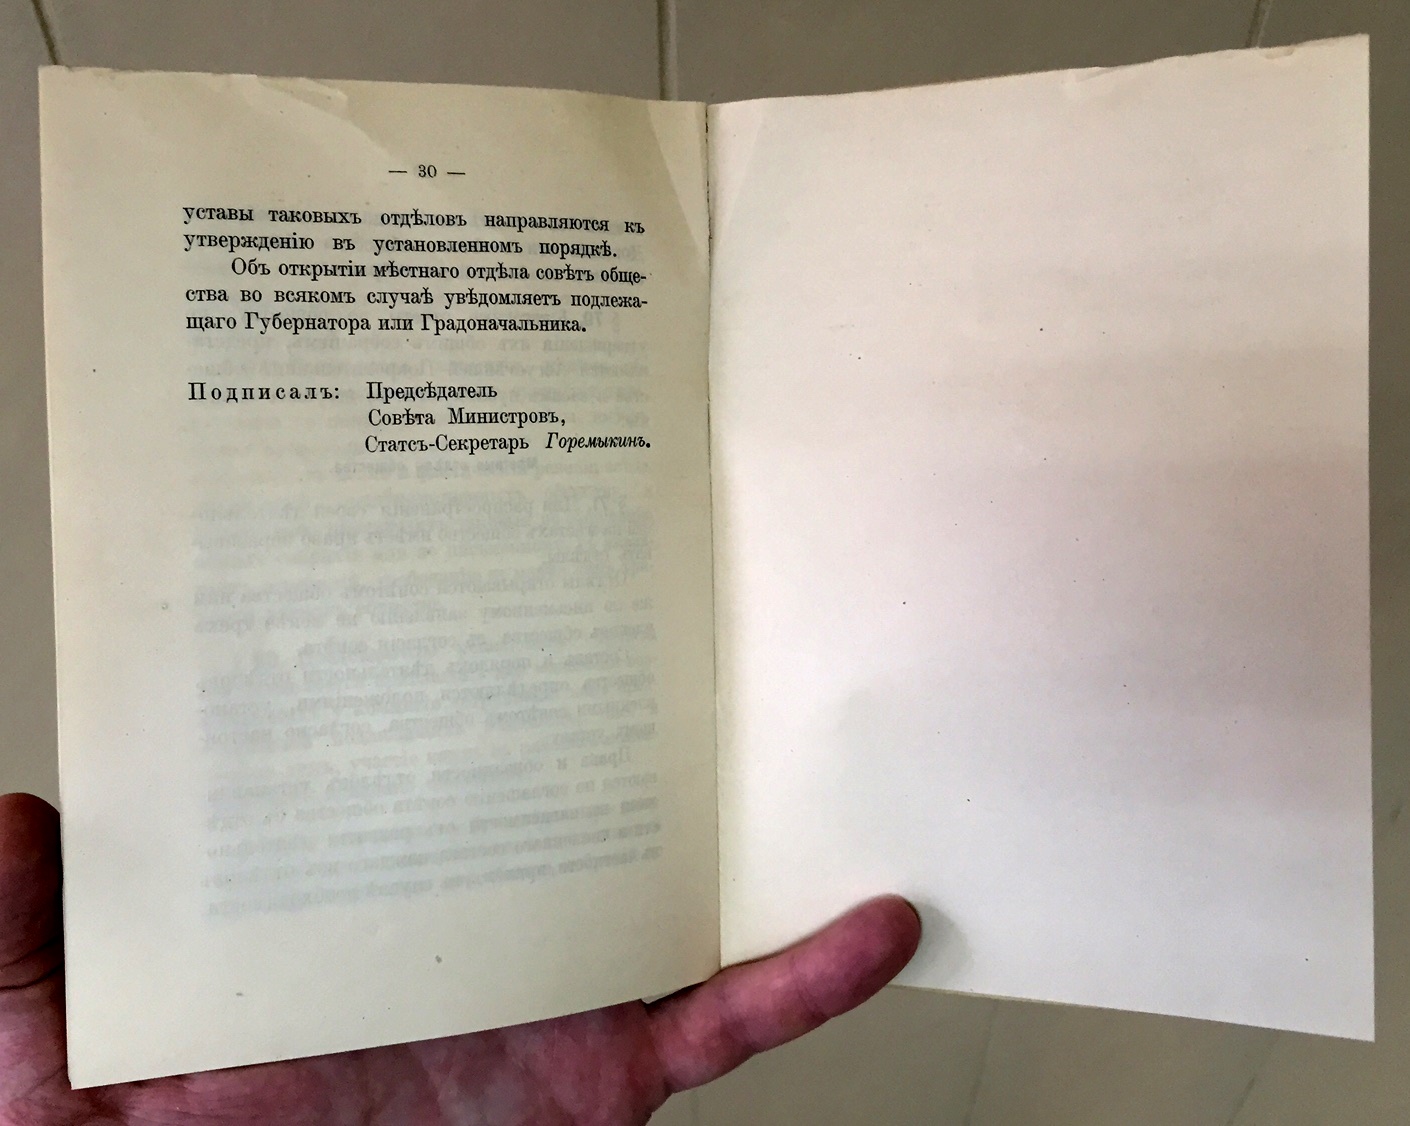 — 30 —
уставы таковыхъ отдѣловъ направляются къ
утвержденію въ установленномъ порядкѣ.
Объ открытіи мѣстнаго отдѣла совѣтъ обще-
ства во всякомъ случаѣ увѣдомляетъ подлежа-
щаго Губернатора или Градоначальника.
Подписалъ: Предсѣдатель
Совѣта Министровъ,
Статсъ-Секретарь Горемыкинъ.